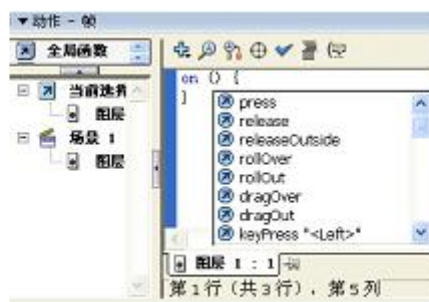 动作 - 帧
全局函数
on () {
}
当前选择
图层
场景 1
图层
press
release
releaseOutside
rollOver
rollOut
dragOver
dragOut
keyPress "<Left>"
图层 1 : 1
第1行（共3行），第5列